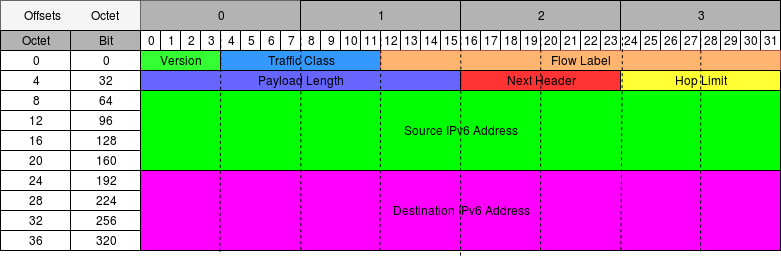 Offsets Octet 0 1 2 3
Octet Bit 0 1 2 3 4 5 6 7 8 9 10 11 12 13 14 15 16 17 18 19 20 21 22 23 24 25 26 27 28 29 30 31
0 0 Version Traffic Class Flow Label
4 32 Payload Length Next Header Hop Limit
8 64
12 96
Source IPv6 Address
16 128
20 160
24 192
28 224
Destination IPv6 Address
32 256
36 320